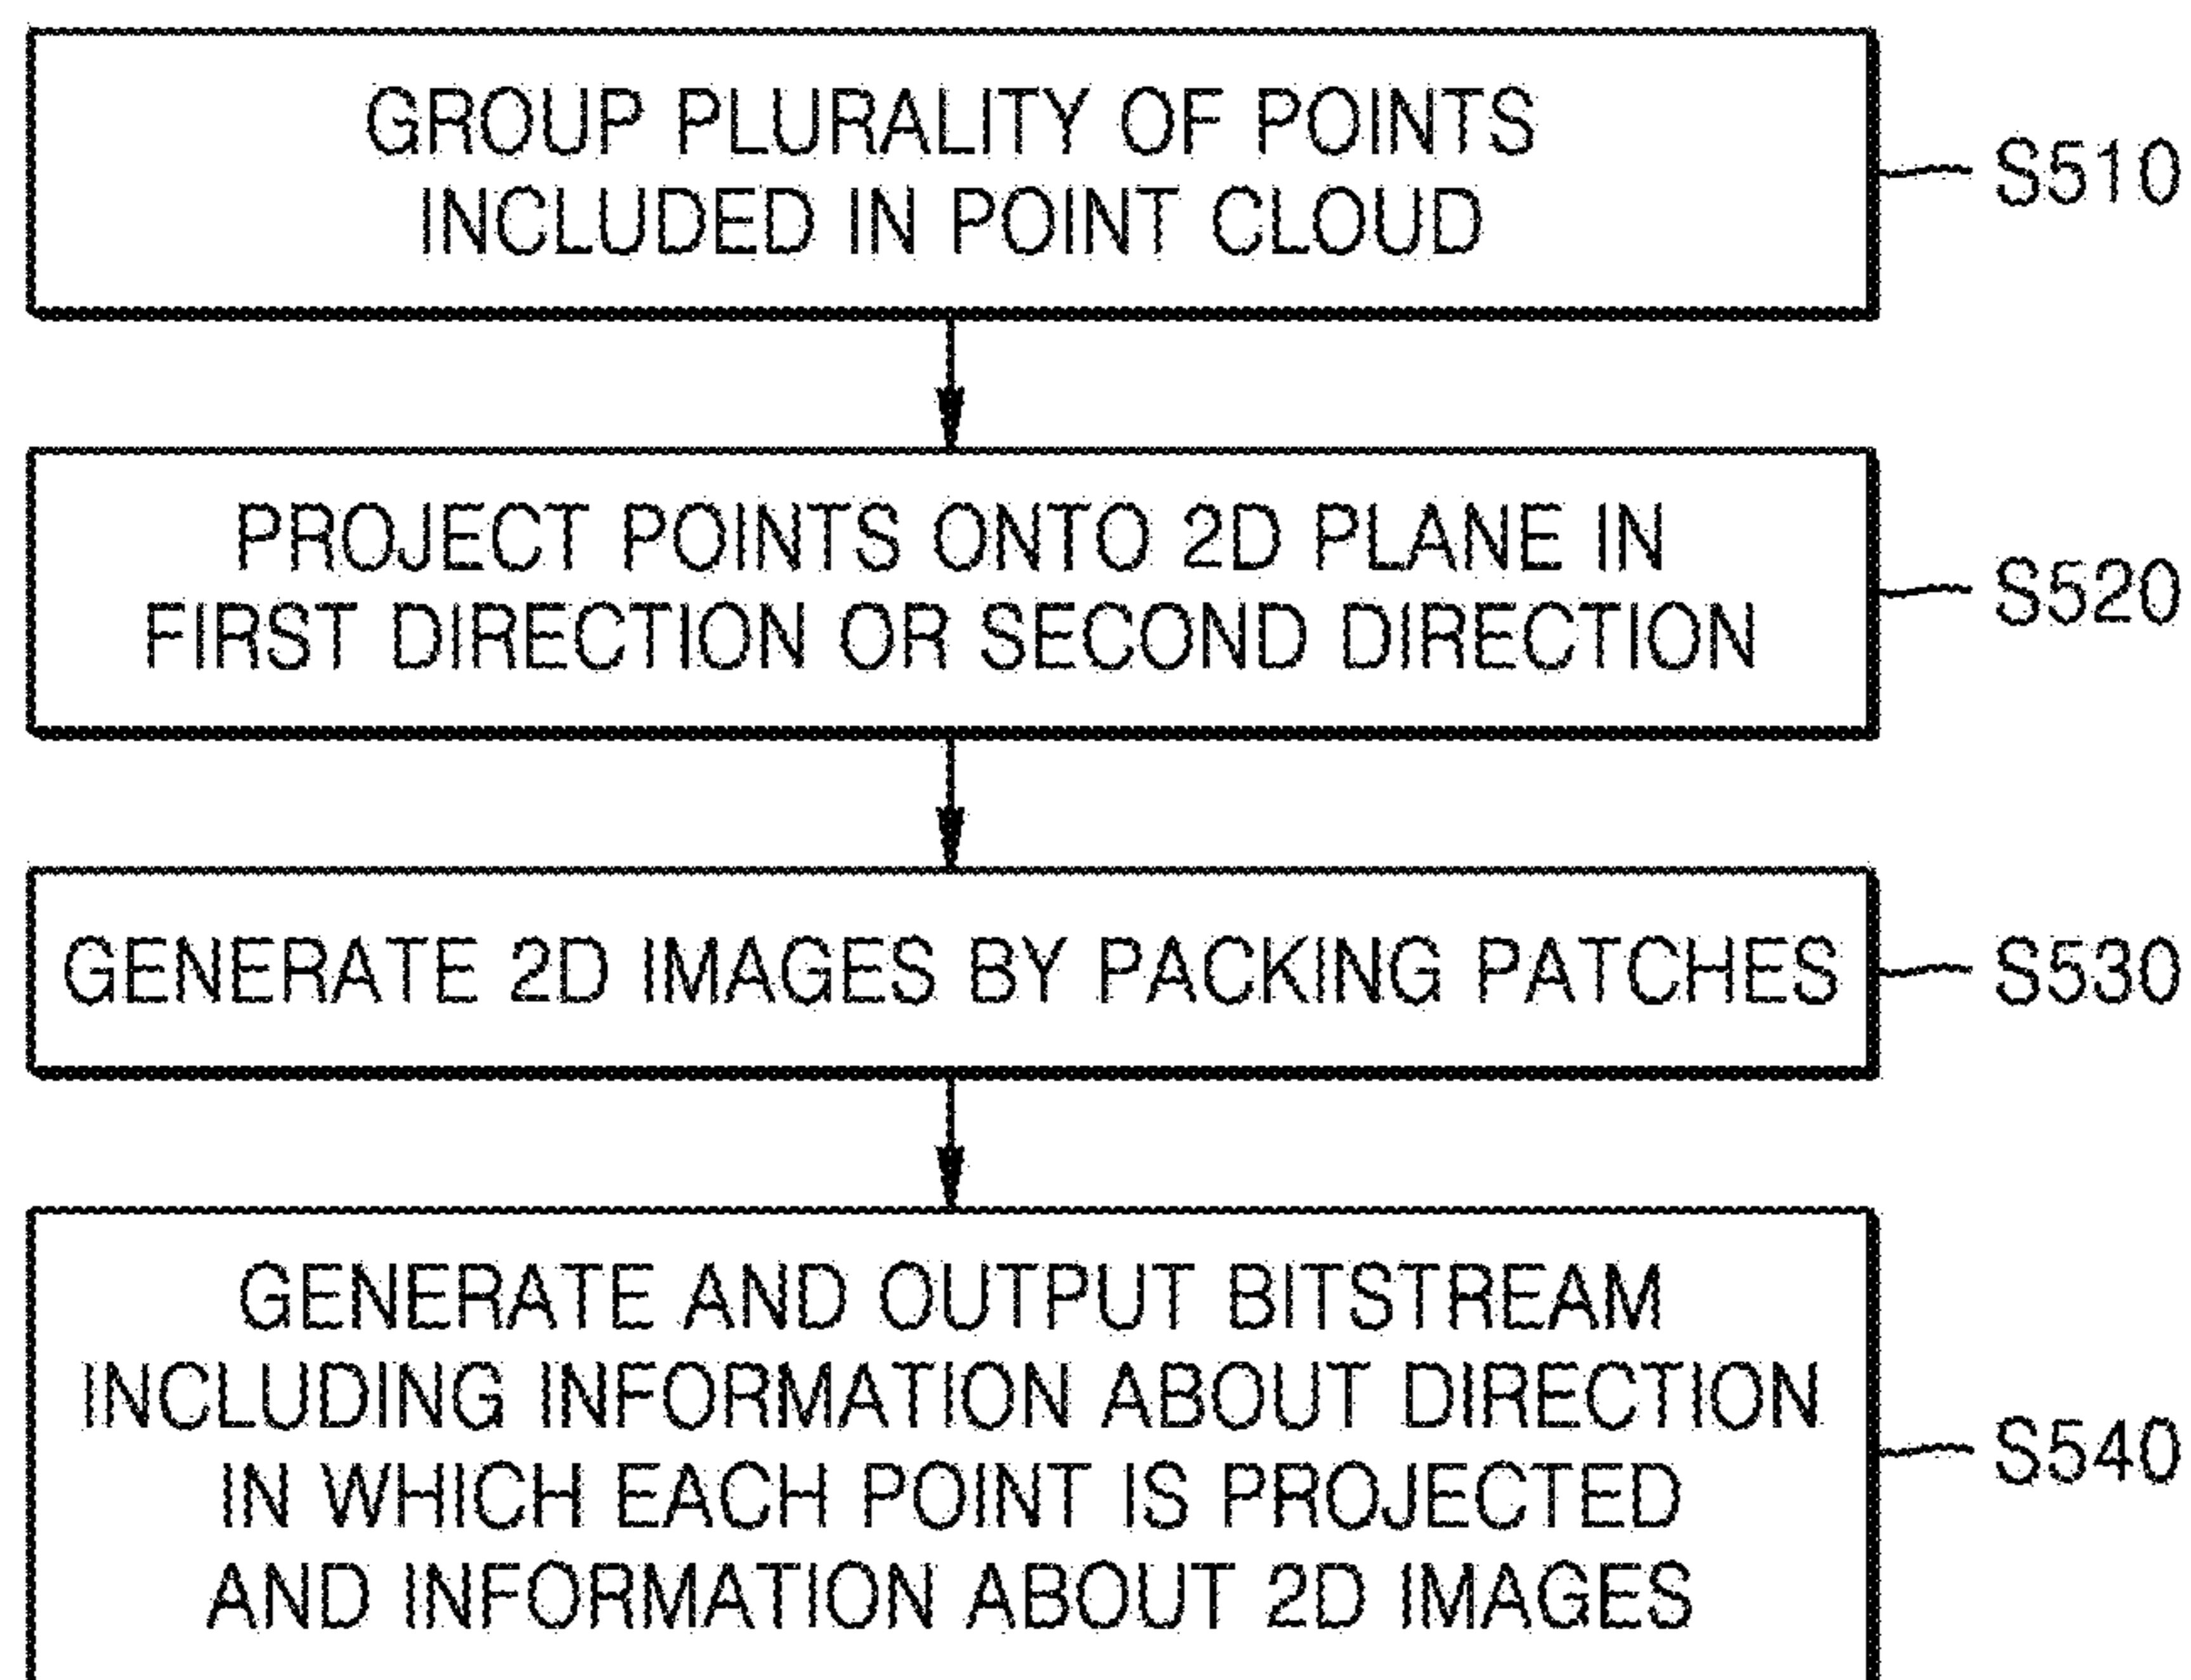 GROUP PLURALITY OF POINTS
INCLUDED IN POINT CLOUD
S510
PROJECT POINTS ONTO 2D PLANE IN
FIRST DIRECTION OR SECOND DIRECTION
S520
GENERATE 2D IMAGES BY PACKING PATCHES
S530
GENERATE AND OUTPUT BITSTREAM
INCLUDING INFORMATION ABOUT DIRECTION
IN WHICH EACH POINT IS PROJECTED
AND INFORMATION ABOUT 2D IMAGES
S540